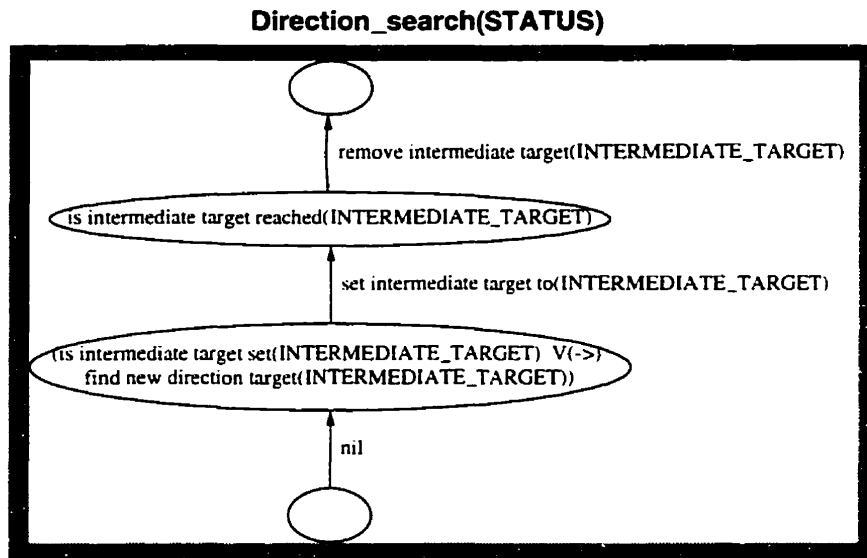 Direction_search(STATUS)
remove intermediate target(INTERMEDIATE_TARGET)
is intermediate target reached(INTERMEDIATE_TARGET)
set intermediate target to(INTERMEDIATE_TARGET)
(is intermediate target set(INTERMEDIATE_TARGET) V(->)
find new direction target(INTERMEDIATE_TARGET))
nil